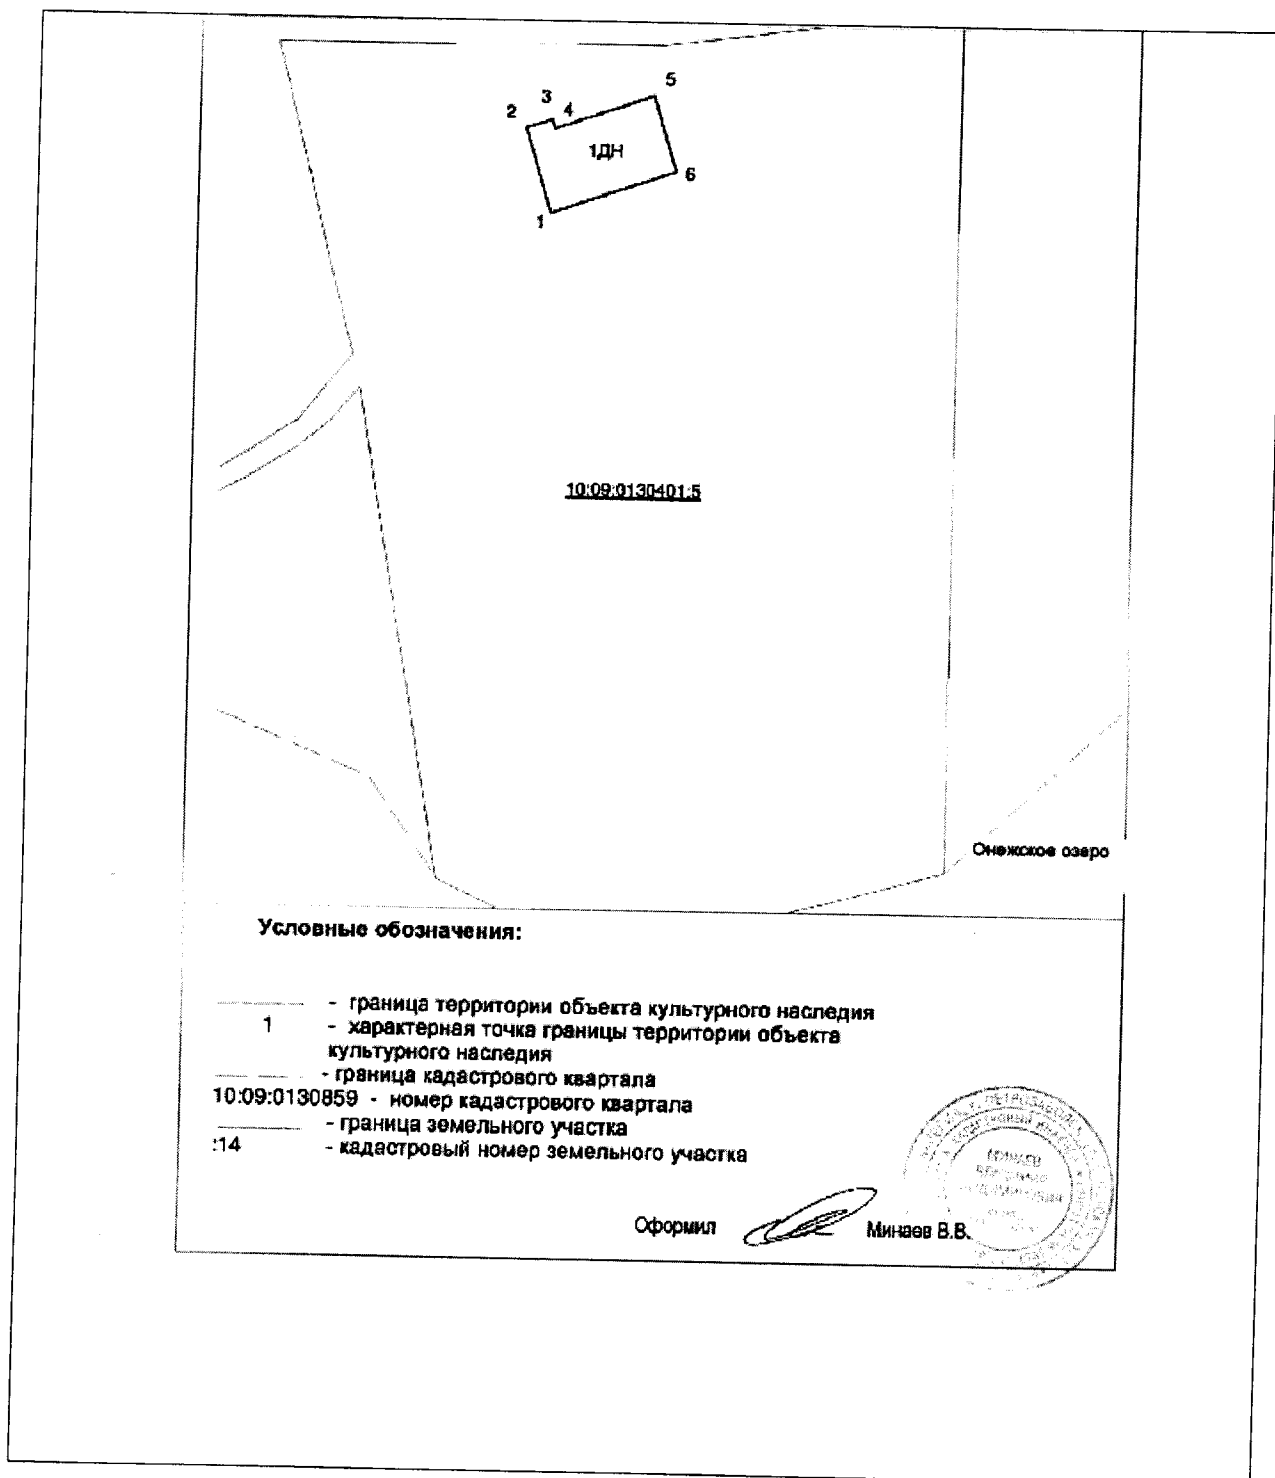 5
3
2
4
1ДН
6
1
10:09:0130401:5
Онежское озеро
Условные обозначения:
- граница территории объекта культурного наследия
1 - характерная точка границы территории объекта
культурного наследия
- граница кадастрового квартала
10:09:0130859 - номер кадастрового квартала
- граница земельного участка
:14 - кадастровый номер земельного участка
Оформил Минаев В.В.
МИНАЕВ